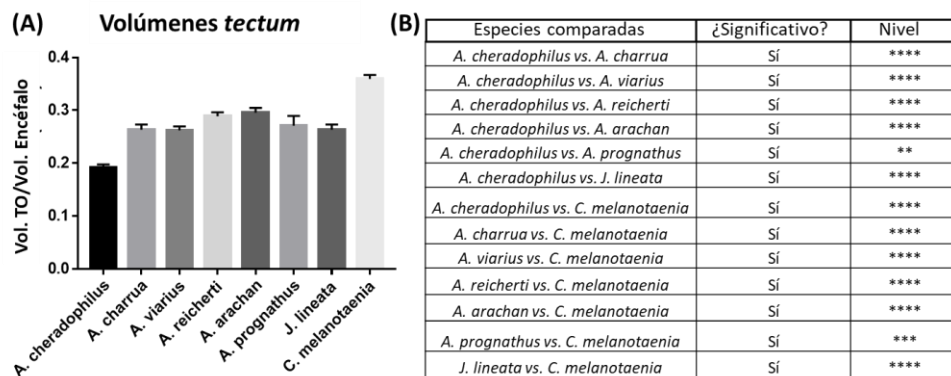 (A) Volúmenes tectum
Vol. TO/Vol. Encéfalo
0.4
0.3
0.2
0.1
0.0
A. cheradophilus
A. charrua
A. viarius
A. reicherti
A. arachan
A. prognathus
J. lineata
C. melanotaenia
(B)
Especies comparadas ¿Significativo? Nivel
A. cheradophilus vs. A. charrua Sí ****
A. cheradophilus vs. A. viarius Sí ****
A. cheradophilus vs. A. reicherti Sí ****
A. cheradophilus vs. A. arachan Sí ****
A. cheradophilus vs. A. prognathus Sí **
A. cheradophilus vs. J. lineata Sí ****
A. cheradophilus vs. C. melanotaenia Sí ****
A. charrua vs. C. melanotaenia Sí ****
A. viarius vs. C. melanotaenia Sí ****
A. reicherti vs. C. melanotaenia Sí ****
A. arachan vs. C. melanotaenia Sí ****
A. prognathus vs. C. melanotaenia Sí ***
J. lineata vs. C. melanotaenia Sí ****